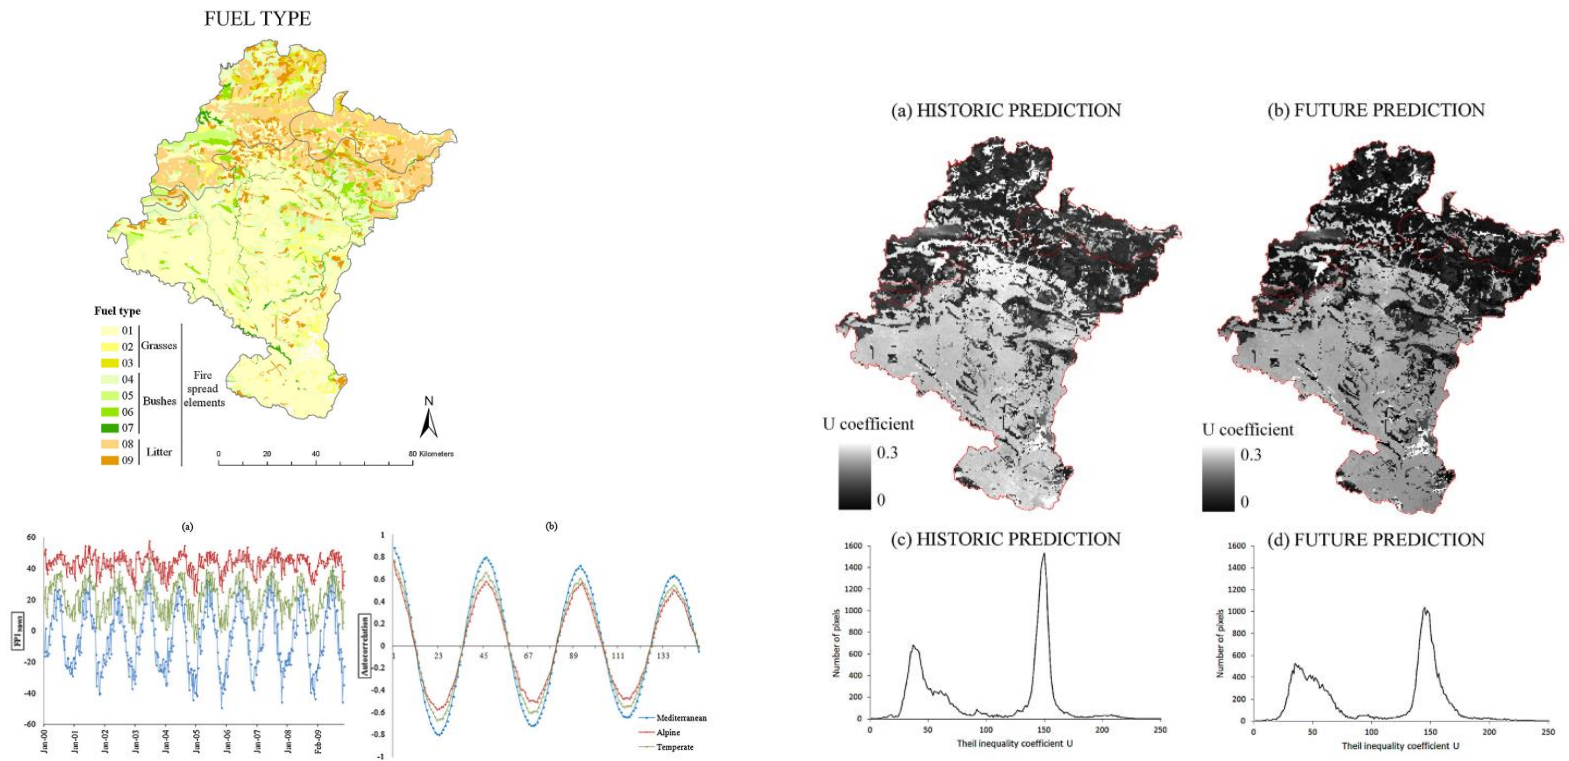 FUEL TYPE
Fuel type
01
02
03
Grasses
04
05
06
07
Bushes
08
09
Litter
Fire
spread
elements
N
0 20 40 80 Kilometers
(a)
60
40
20
0
-20
-40
-60
Jan-00
Jan-01
Jan-02
Jan-03
Jan-04
Jan-05
Jan-06
Jan-07
Jan-08
Feb-09
(b)
Autocorrelation
1
0.8
0.6
0.4
0.2
0
-0.2
-0.4
-0.6
-0.8
-1
1 23 45 67 89 111 133
Mediterranean
Alpine
Temperate
(a) HISTORIC PREDICTION
U coefficient
0.3
0
(b) FUTURE PREDICTION
U coefficient
0.3
0
(c) HISTORIC PREDICTION
Number of pixels
1600
1400
1200
1000
800
600
400
200
0
0 50 100 150 200 250
Theil inequality coefficient U
(d) FUTURE PREDICTION
Number of pixels
1600
1400
1200
1000
800
600
400
200
0
0 50 100 150 200 250
Theil inequality coefficient U